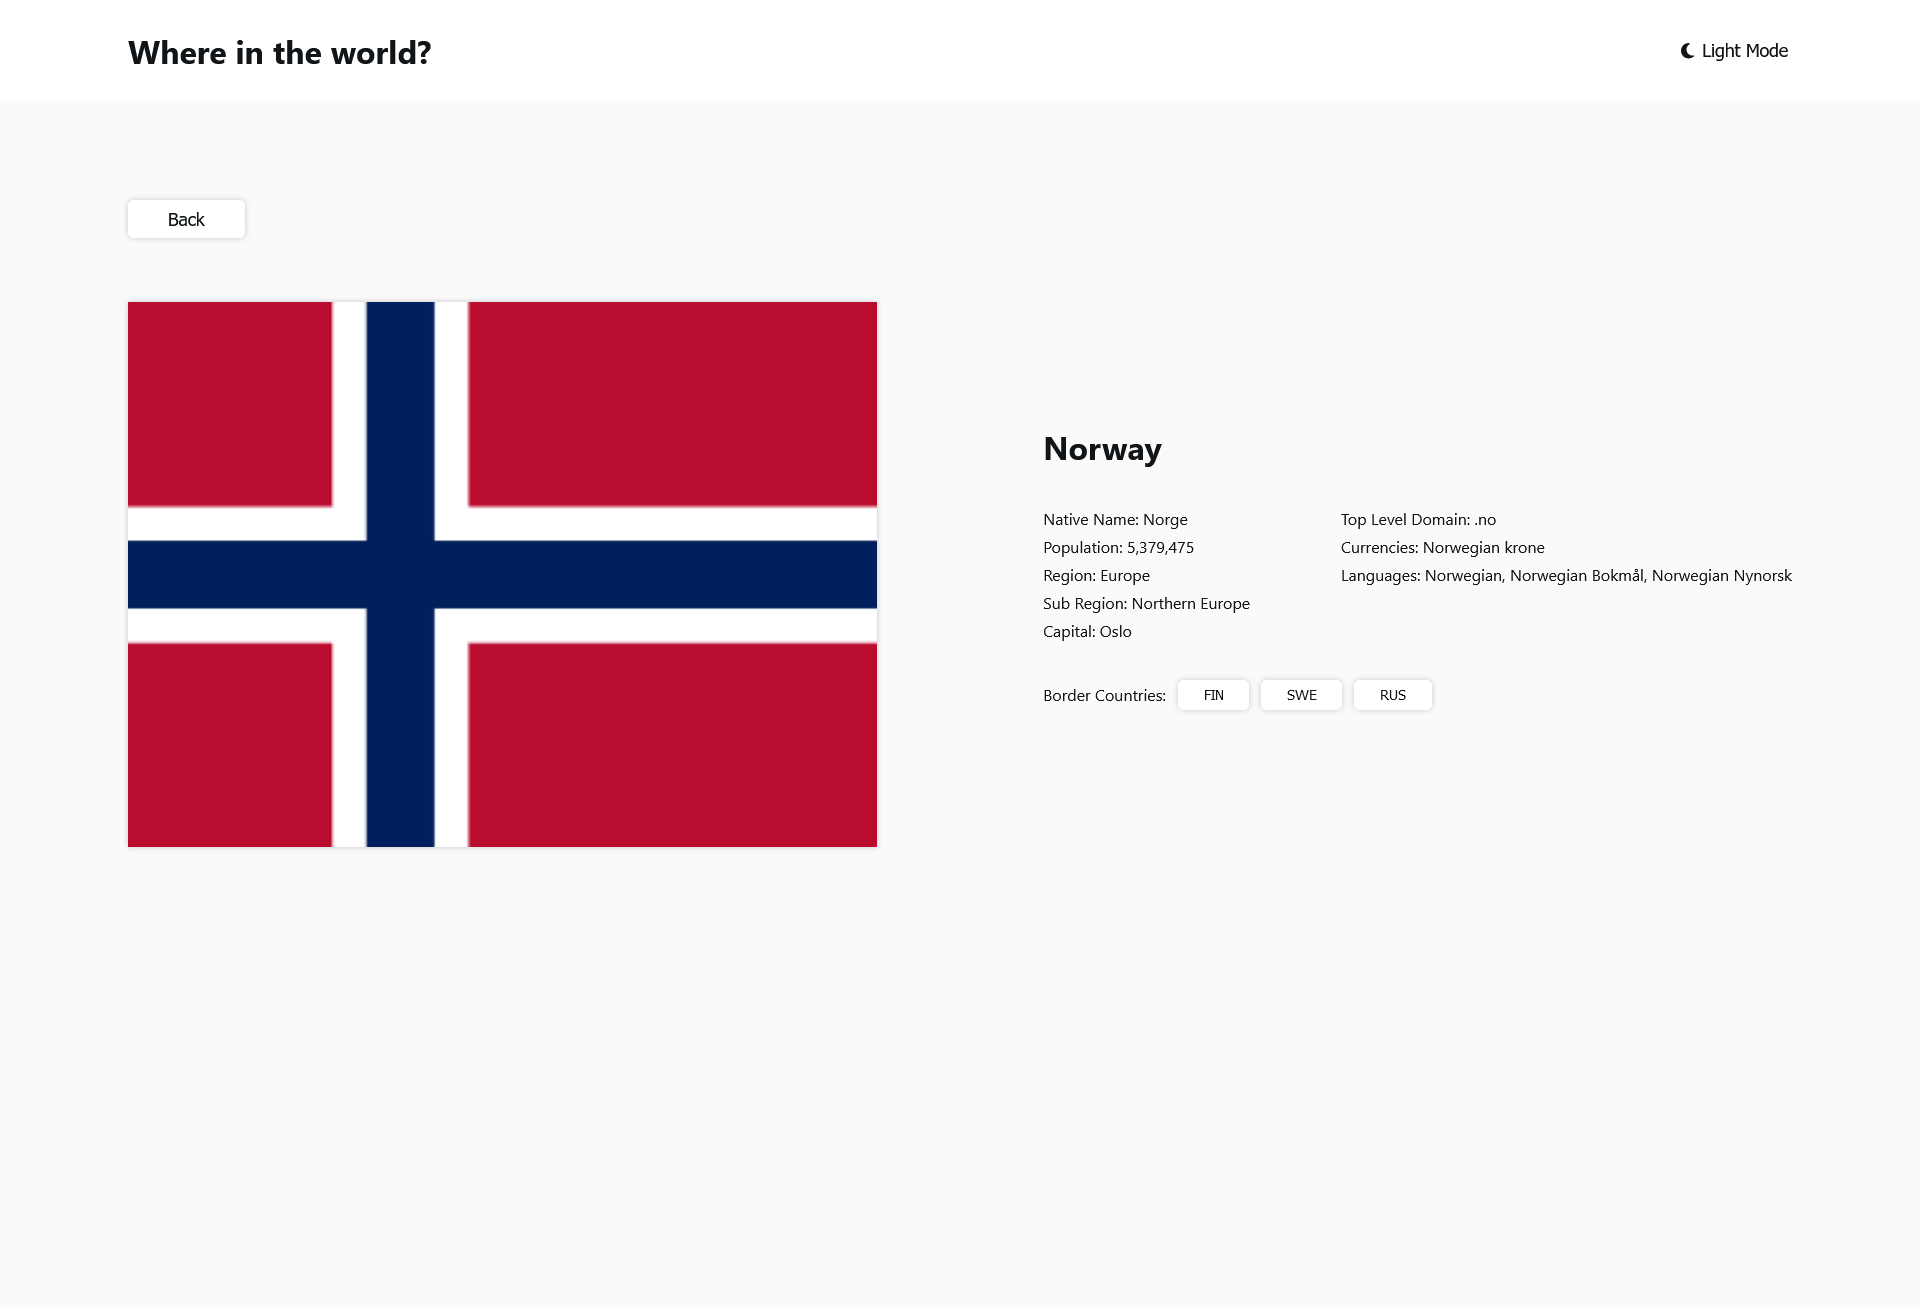 Where in the world?
Light Mode
Back
Norway
Native Name: Norge
Population: 5,379,475
Region: Europe
Sub Region: Northern Europe
Capital: Oslo
Top Level Domain: .no
Currencies: Norwegian krone
Languages: Norwegian, Norwegian Bokmål, Norwegian Nynorsk
Border Countries: FIN SWE RUS